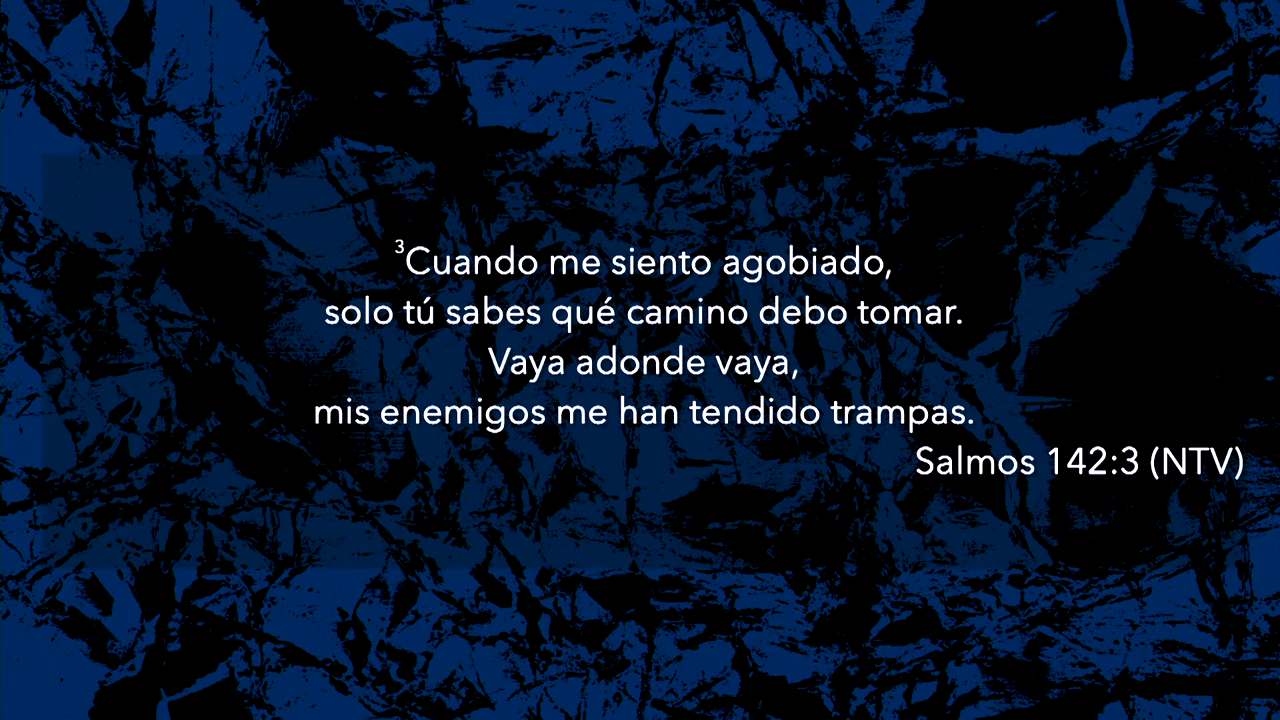 ³Cuando me siento agobiado,
solo tú sabes qué camino debo tomar.
Vaya adonde vaya,
mis enemigos me han tendido trampas.
Salmos 142:3 (NTV)